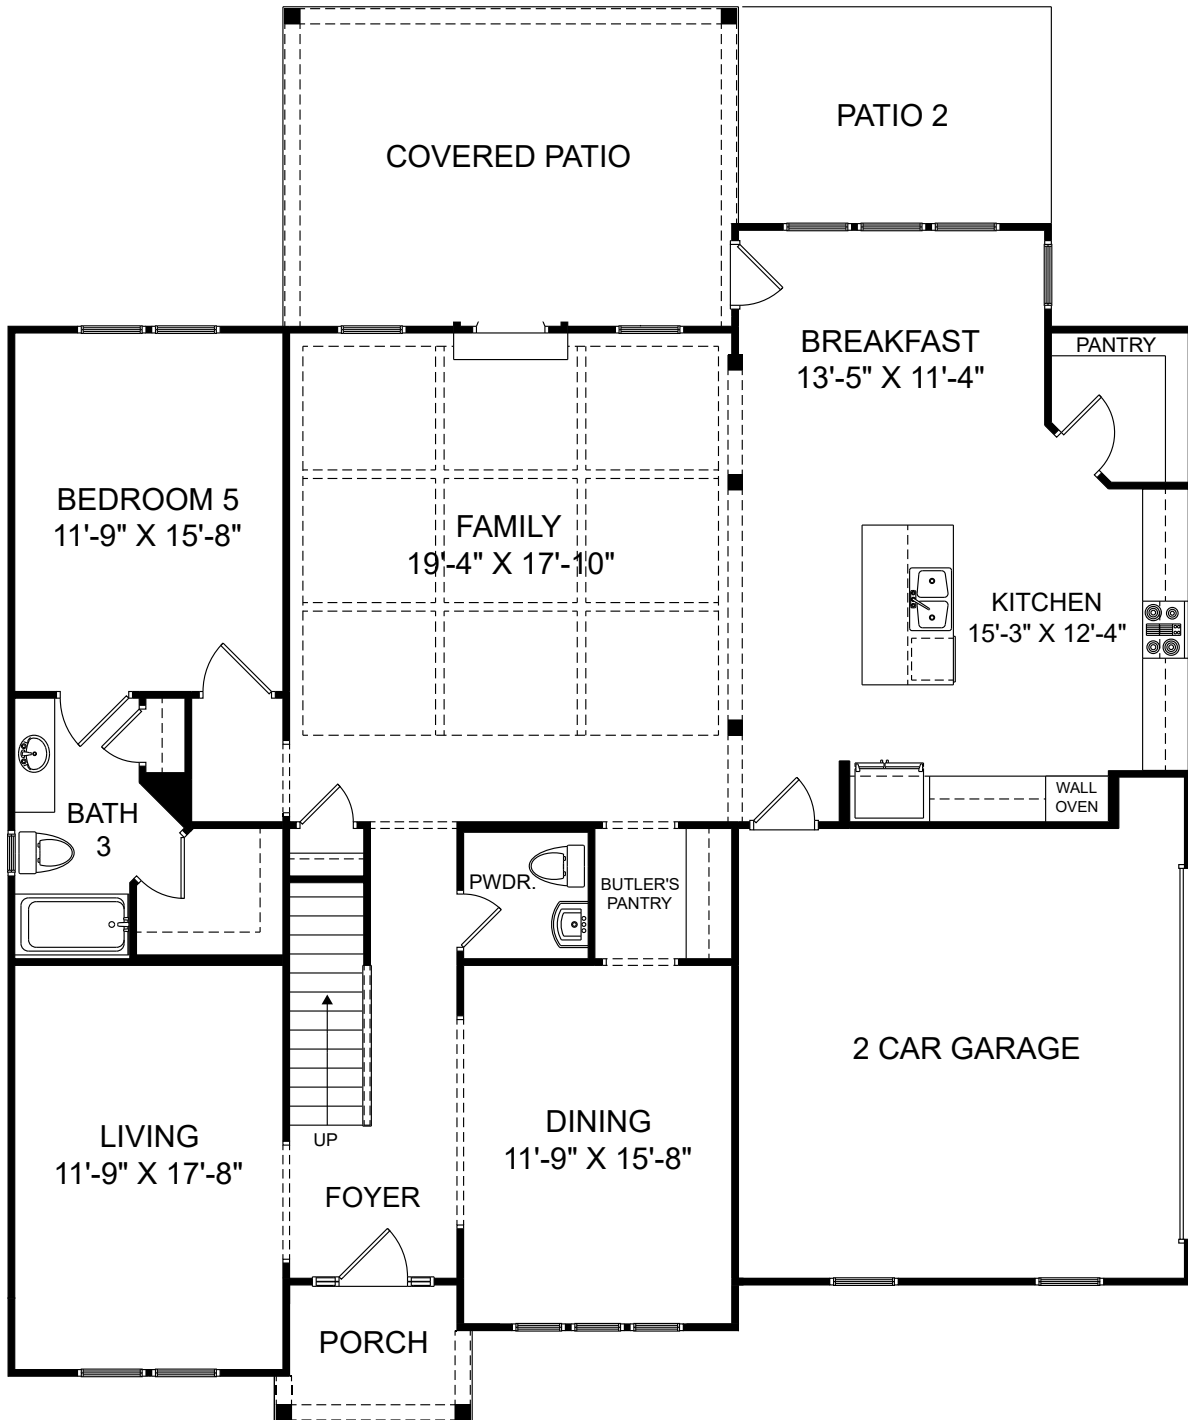 PATIO 2
COVERED PATIO
BREAKFAST
13'-5" X 11'-4"
PANTRY
BEDROOM 5
11'-9" X 15'-8"
FAMILY
19'-4" X 17'-10"
KITCHEN
15'-3" X 12'-4"
WALL
OVEN
BATH
3
PWDR.
BUTLER'S
PANTRY
2 CAR GARAGE
LIVING
11'-9" X 17'-8"
UP
DINING
11'-9" X 15'-8"
FOYER
PORCH